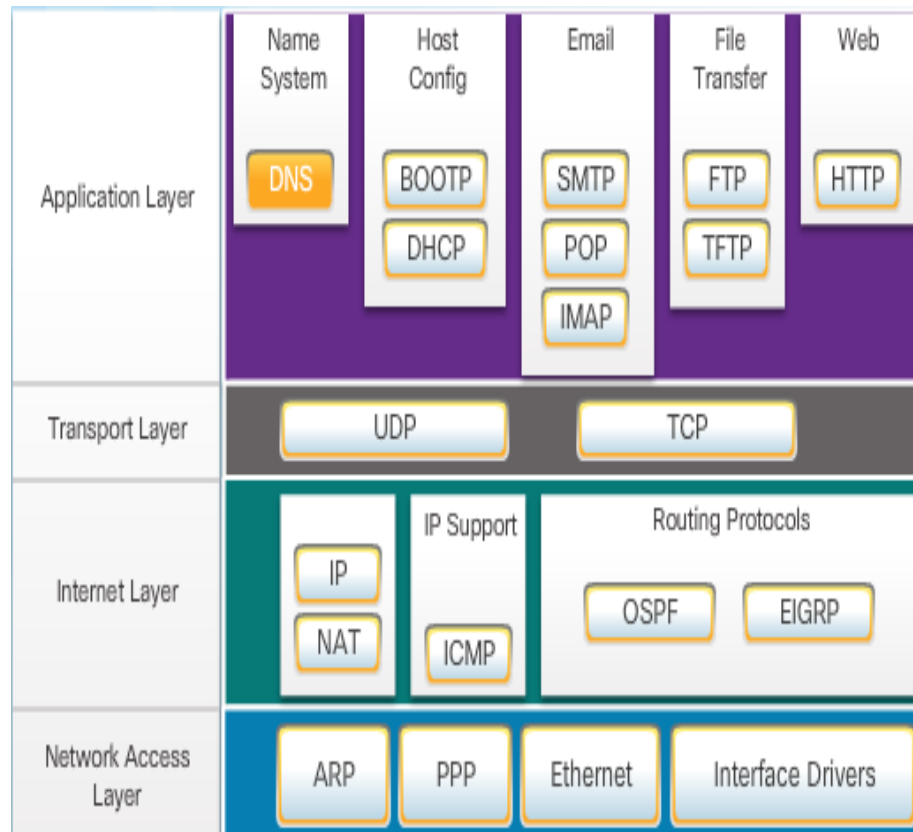 Application Layer
Name
System
DNS
Host
Config
BOOTP
DHCP
Email
SMTP
POP
IMAP
File
Transfer
FTP
TFTP
Web
HTTP
Transport Layer
UDP
TCP
Internet Layer
IP
NAT
IP Support
ICMP
Routing Protocols
OSPF
EIGRP
Network Access
Layer
ARP
PPP
Ethernet
Interface Drivers